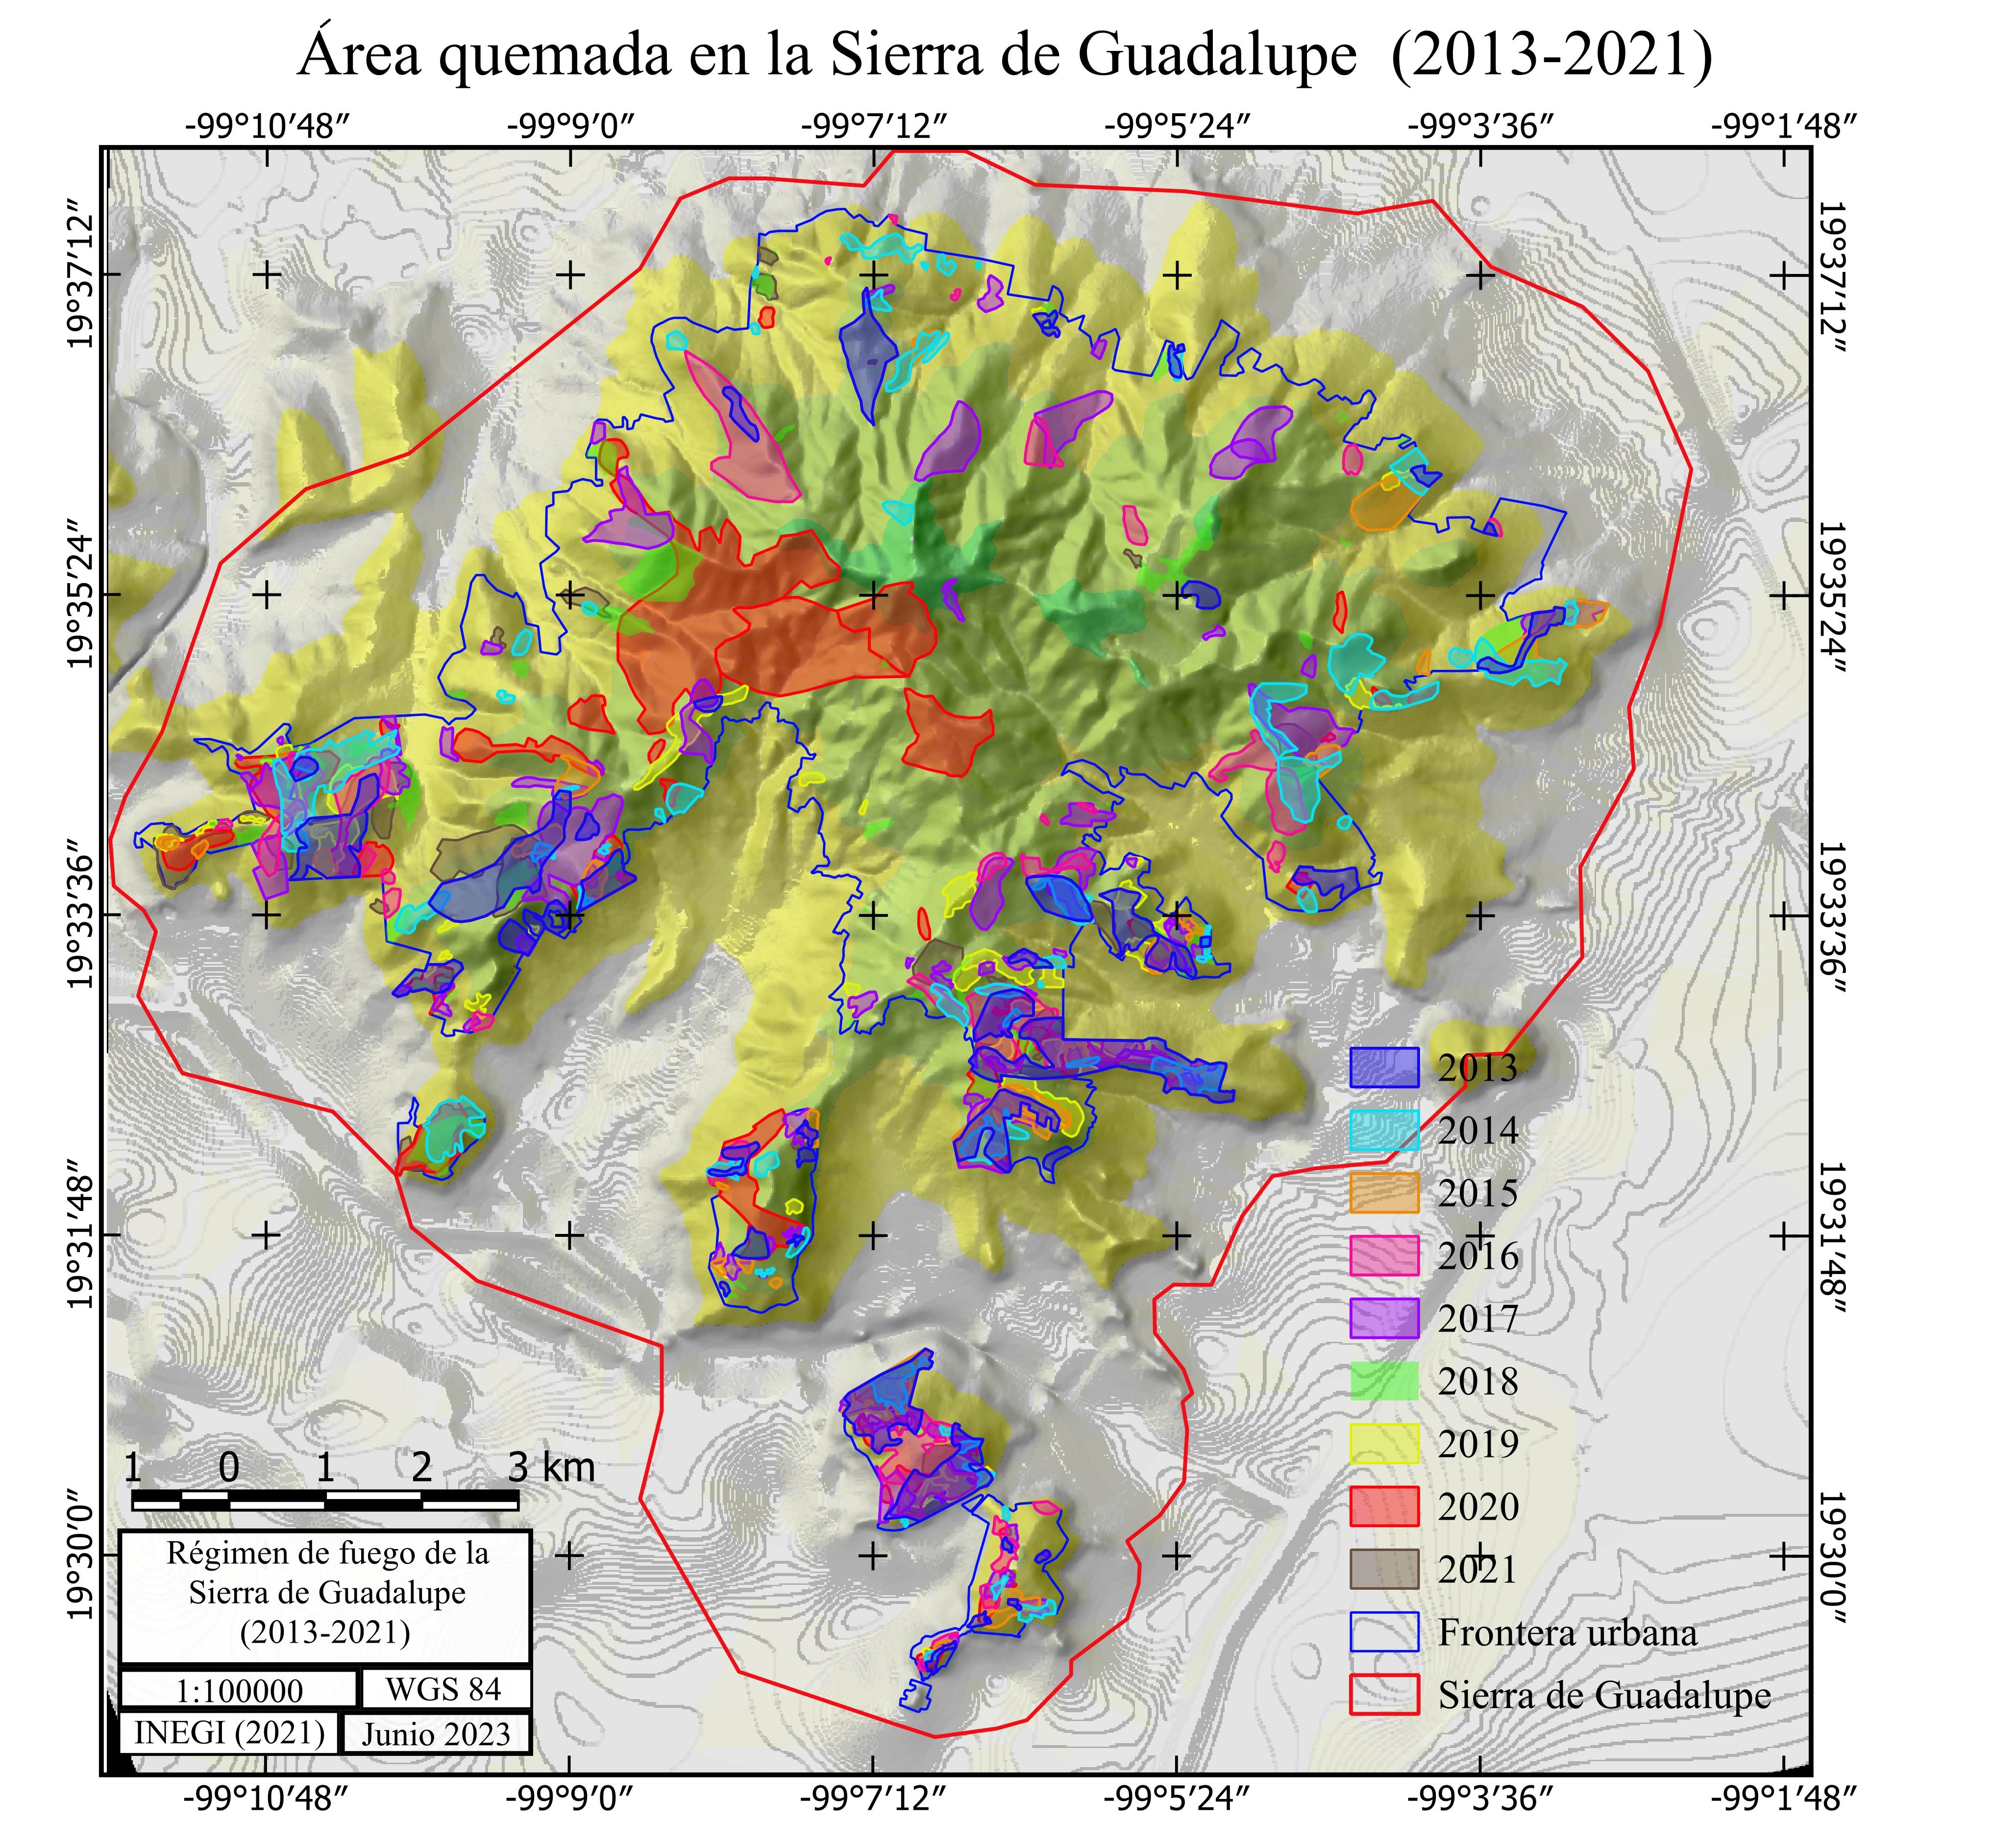 Área quemada en la Sierra de Guadalupe (2013-2021)
-99°10′48″ -99°9′0″ -99°7′12″ -99°5′24″ -99°3′36″ -99°1′48″
19°37′12″ 19°37′12″
19°35′24″ 19°35′24″
19°33′36″ 19°33′36″
19°31′48″ 19°31′48″
19°30′0″ 19°30′0″
2013
2014
2015
2016
2017
2018
2019
2020
2021
Frontera urbana
Sierra de Guadalupe
1 0 1 2 3 km
Régimen de fuego de la
Sierra de Guadalupe
(2013-2021)
1:100000 WGS 84
INEGI (2021) Junio 2023
-99°10′48″ -99°9′0″ -99°7′12″ -99°5′24″ -99°3′36″ -99°1′48″